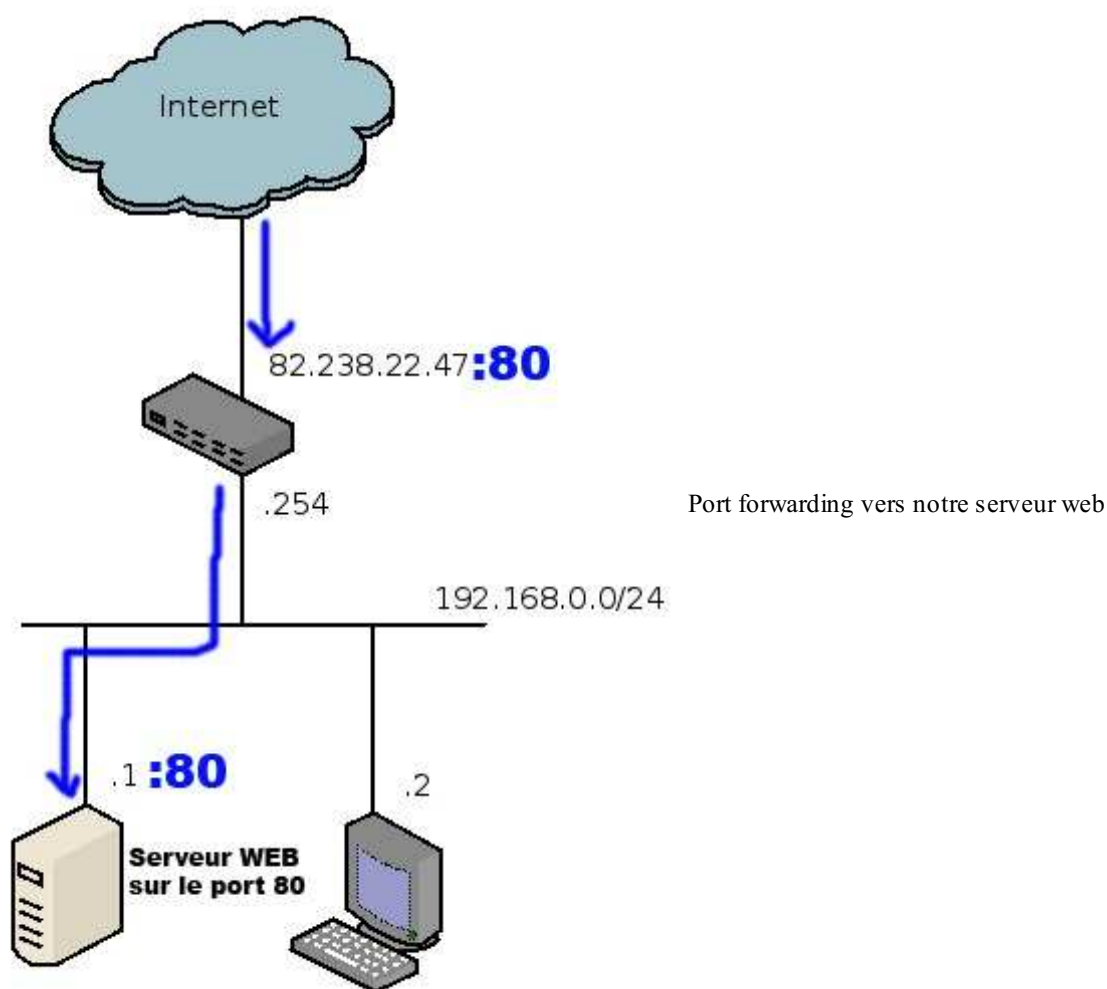 Internet
82.238.22.47:80
.254
Port forwarding vers notre serveur web
192.168.0.0/24
.1 :80
.2
Serveur WEB
sur le port 80